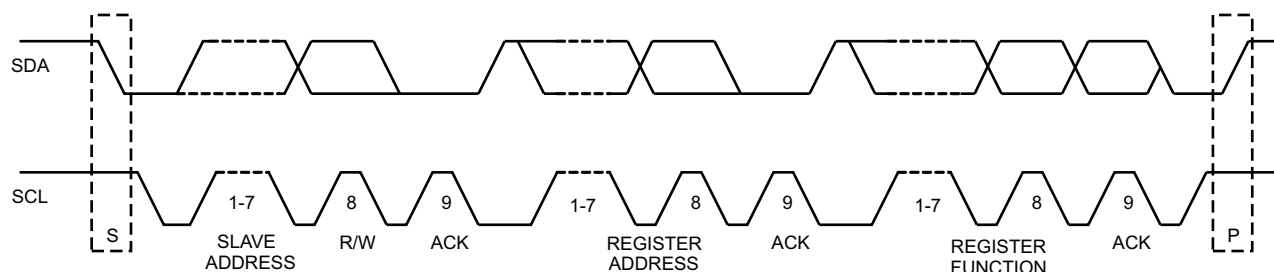 SDA
SCL
1-7
8
9
1-7
8
9
1-7
8
9
S
SLAVE
ADDRESS
R/W
ACK
REGISTER
ADDRESS
ACK
REGISTER
FUNCTION
ACK
P